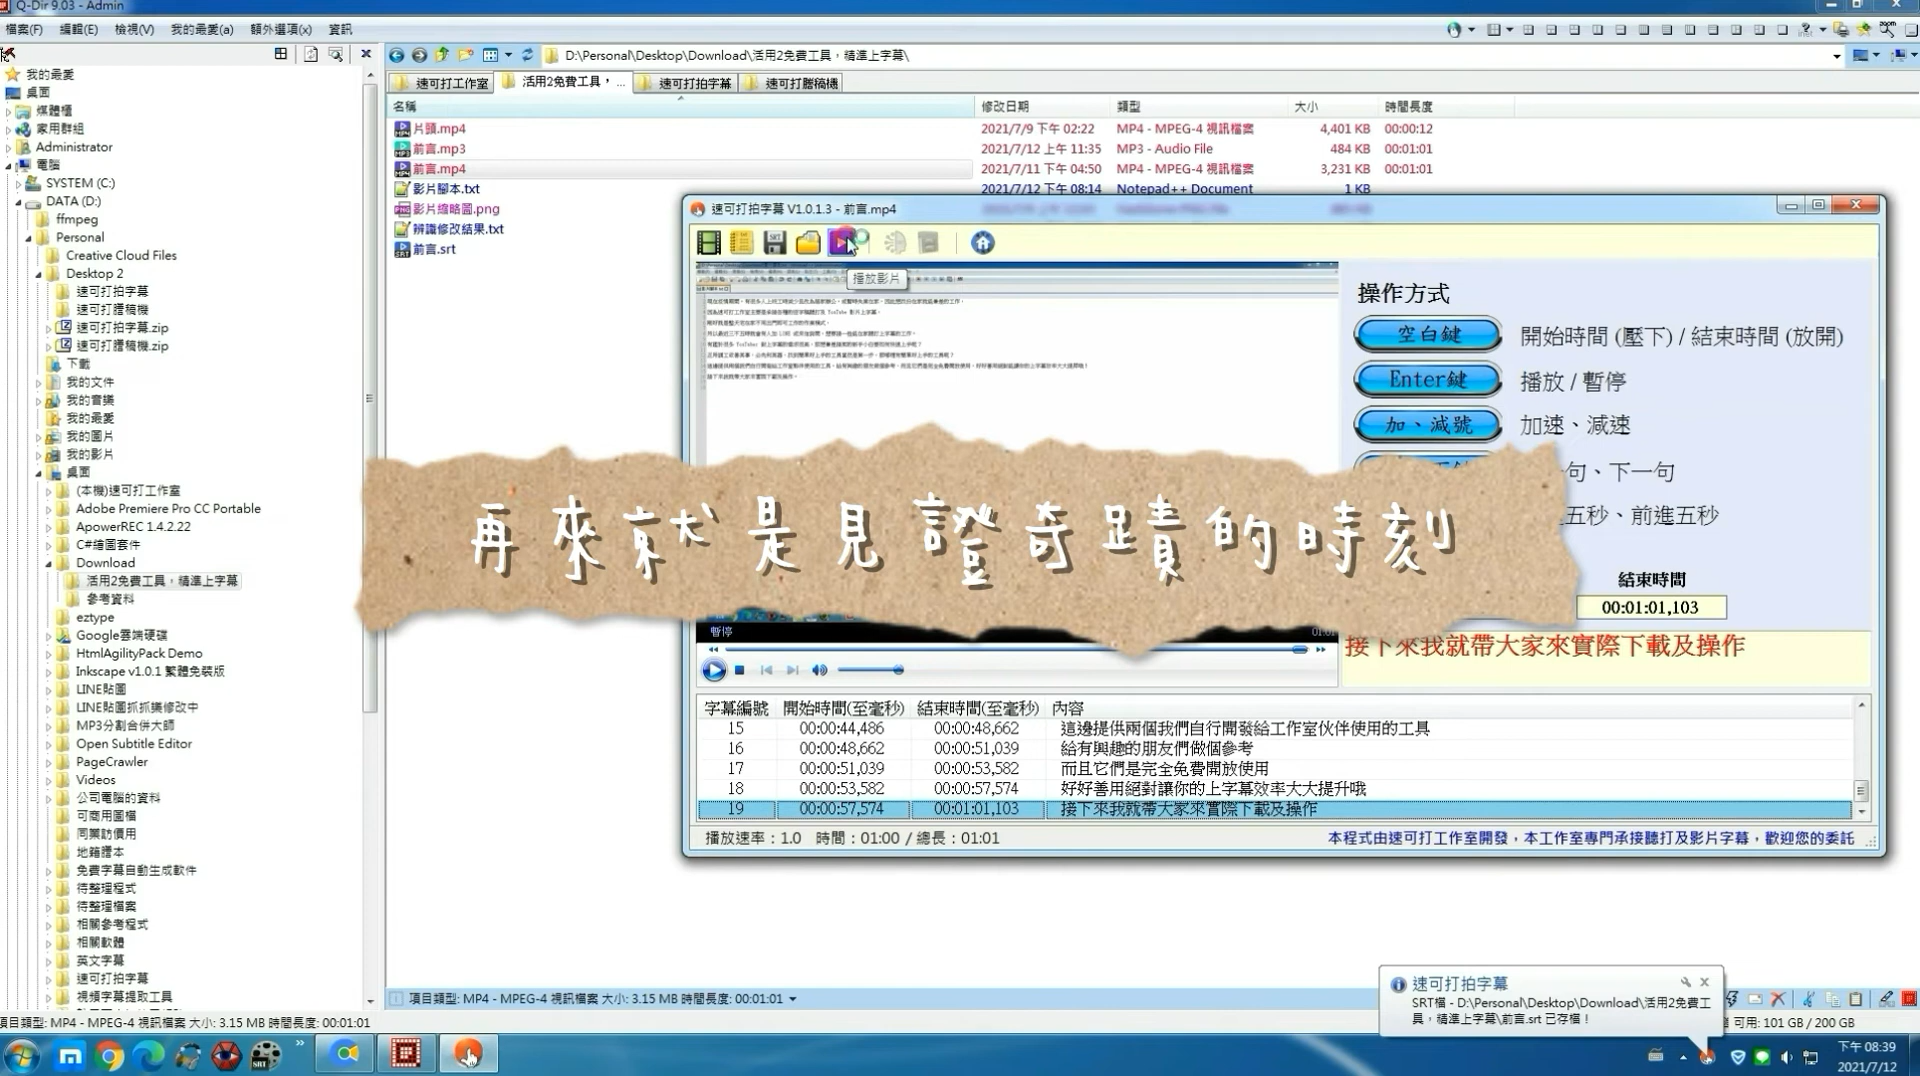 Q-Dir 9.03 - Admin
檔案(F) 編輯(E) 檢視(V) 我的最愛(a) 額外選項(x) 資訊
D:\Personal\Desktop\Download\活用2免費工具，精準上字幕\
速可打工作室 活用2免費工具， ... 速可打拍字幕 速可打謄稿機
名稱 修改日期 類型 大小 時間長度
片頭.mp4 2021/7/9 下午 02:22 MP4 - MPEG-4 視訊檔案 4,401 KB 00:00:12
前言.mp3 2021/7/12 上午 11:35 MP3 - Audio File 484 KB 00:01:01
前言.mp4 2021/7/11 下午 04:50 MP4 - MPEG-4 視訊檔案 3,231 KB 00:01:01
影片腳本.txt 2021/7/12 下午 08:14 Notepad++ Document 1 KB
影片縮略圖.png
辨識修改結果.txt
前言.srt
我的最愛
桌面
媒體櫃
家用群組
Administrator
電腦
SYSTEM (C:)
DATA (D:)
ffmpeg
Personal
Creative Cloud Files
Desktop 2
速可打拍字幕
速可打謄稿機
速可打拍字幕.zip
速可打謄稿機.zip
下載
我的文件
我的音樂
我的最愛
我的圖片
我的影片
桌面
(本機)速可打工作室
Adobe Premiere Pro CC Portable
ApowerREC 1.4.2.22
C#繪圖套件
Download
活用2免費工具，精準上字幕
參考資料
eztype
Google雲端硬碟
HtmlAgilityPack Demo
Inkscape v1.0.1 繁體免裝版
LINE貼圖
LINE貼圖抓抓樂修改中
MP3分割合併大師
Open Subtitle Editor
PageCrawler
Videos
公司電腦的資料
可商用圖檔
同業訪價用
地籍謄本
免費字幕自動生成軟件
待整理程式
待整理檔案
相關參考程式
相關軟體
英文字幕
速可打拍字幕
視頻字幕提取工具
速可打拍字幕 V1.0.1.3 - 前言.mp4
播放影片
操作方式
空白鍵 開始時間 (壓下) / 結束時間 (放開)
Enter鍵 播放 / 暫停
加、減號 加速、減速
句、下一句
五秒、前進五秒
再來就是見證奇蹟的時刻
結束時間
00:01:01,103
暫停
接下來我就帶大家來實際下載及操作
字幕編號 開始時間(至毫秒) 結束時間(至毫秒) 內容
15 00:00:44,486 00:00:48,662 這邊提供兩個我們自行開發給工作室伙伴使用的工具
16 00:00:48,662 00:00:51,039 給有興趣的朋友們做個參考
17 00:00:51,039 00:00:53,582 而且它們是完全免費開放使用
18 00:00:53,582 00:00:57,574 好好善用絕對讓你的上字幕效率大大提升哦
19 00:00:57,574 00:01:01,103 接下來我就帶大家來實際下載及操作
播放速率：1.0 時間：01:00 / 總長：01:01 本程式由速可打工作室開發，本工作室專門承接聽打及影片字幕，歡迎您的委託
項目類型: MP4 - MPEG-4 視訊檔案 大小: 3.15 MB 時間長度: 00:01:01
速可打拍字幕
SRT檔 - D:\Personal\Desktop\Download\活用2免費工
具，精準上字幕\前言.srt 已存檔！
項目類型: MP4 - MPEG-4 視訊檔案 大小: 3.15 MB 時間長度: 00:01:01
可用: 101 GB / 200 GB
下午 08:39
2021/7/12